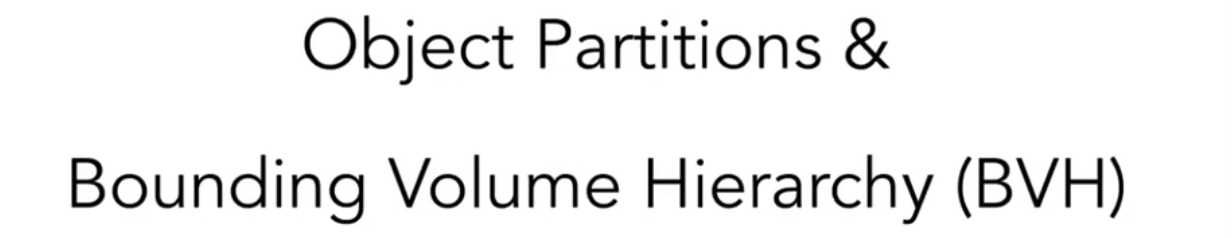 Object Partitions &
Bounding Volume Hierarchy (BVH)